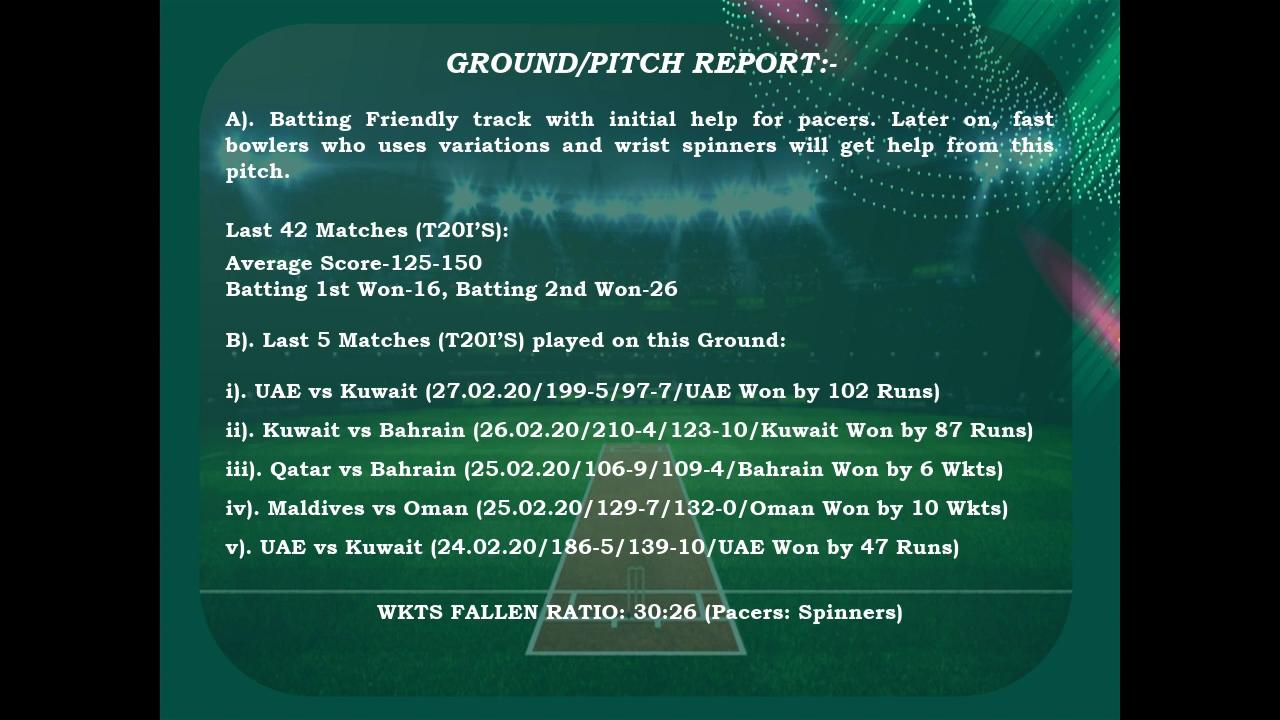 GROUND/PITCH REPORT:-
A). Batting Friendly track with initial help for pacers. Later on, fast
bowlers who uses variations and wrist spinners will get help from this
pitch.
Last 42 Matches (T20I’S):
Average Score-125-150
Batting 1st Won-16, Batting 2nd Won-26
B). Last 5 Matches (T20I’S) played on this Ground:
i). UAE vs Kuwait (27.02.20/199-5/97-7/UAE Won by 102 Runs)
ii). Kuwait vs Bahrain (26.02.20/210-4/123-10/Kuwait Won by 87 Runs)
iii). Qatar vs Bahrain (25.02.20/106-9/109-4/Bahrain Won by 6 Wkts)
iv). Maldives vs Oman (25.02.20/129-7/132-0/Oman Won by 10 Wkts)
v). UAE vs Kuwait (24.02.20/186-5/139-10/UAE Won by 47 Runs)
WKTS FALLEN RATIO: 30:26 (Pacers: Spinners)